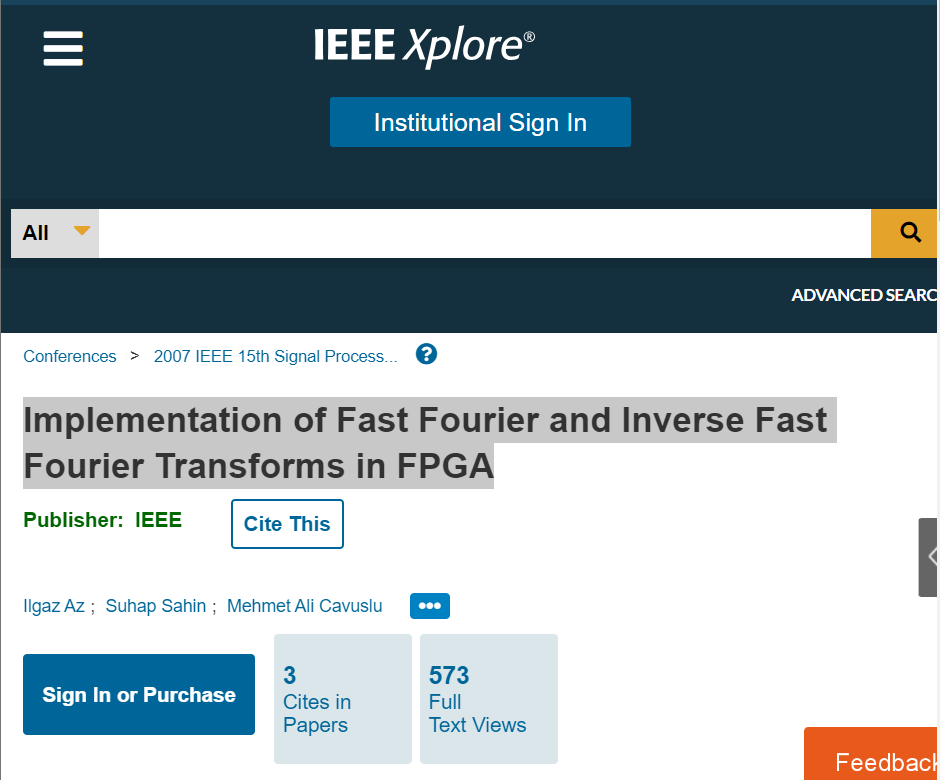 IEEE Xplore®
Institutional Sign In
All
ADVANCED SEARC
Conferences > 2007 IEEE 15th Signal Process... ?
Implementation of Fast Fourier and Inverse Fast
Fourier Transforms in FPGA
Publisher: IEEE
Cite This
Ilgaz Az ; Suhap Sahin ; Mehmet Ali Cavuslu
Sign In or Purchase
3
Cites in
Papers
573
Full
Text Views
Feedback